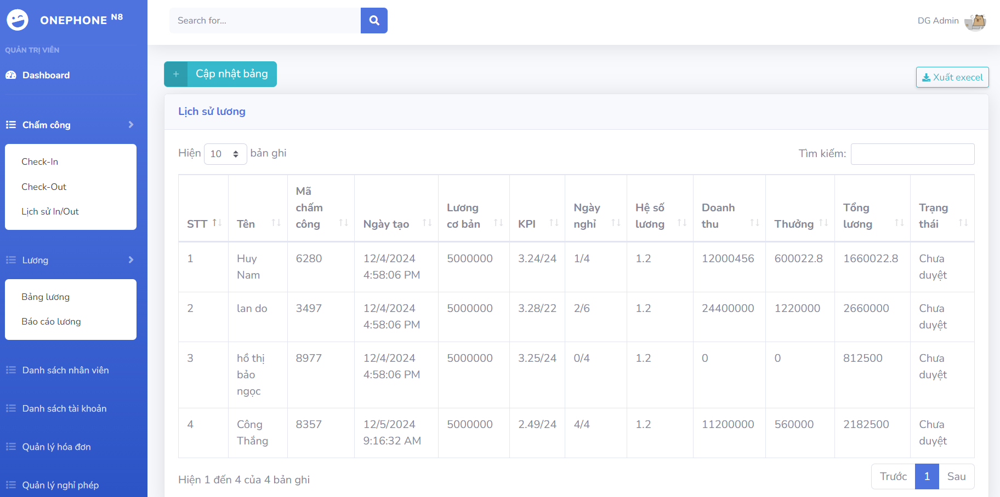 ONEPHONE N8
Search for...
DG Admin
QUẢN TRỊ VIÊN
Dashboard
Chấm công
Check-In
Check-Out
Lịch sử In/Out
Lương
Bảng lương
Báo cáo lương
Danh sách nhân viên
Danh sách tài khoản
Quản lý hóa đơn
Quản lý nghỉ phép
+ Cập nhật bảng
Xuất execel
Lịch sử lương
Hiện 10 bản ghi
Tìm kiếm:
STT Tên Mã chấm công Ngày tạo Lương cơ bản KPI Ngày nghỉ Hệ số lương Doanh thu Thưởng Tổng lương Trạng thái
1 Huy Nam 6280 12/4/2024 4:58:06 PM 5000000 3.24/24 1/4 1.2 12000456 600022.8 1660022.8 Chưa duyệt
2 lan do 3497 12/4/2024 4:58:06 PM 5000000 3.28/22 2/6 1.2 24400000 1220000 2660000 Chưa duyệt
3 hồ thị bảo ngọc 8977 12/4/2024 4:58:06 PM 5000000 3.25/24 0/4 1.2 0 0 812500 Chưa duyệt
4 Công Thắng 8357 12/5/2024 9:16:32 AM 5000000 2.49/24 4/4 1.2 11200000 560000 2182500 Chưa duyệt
Hiện 1 đến 4 của 4 bản ghi
Trước 1 Sau